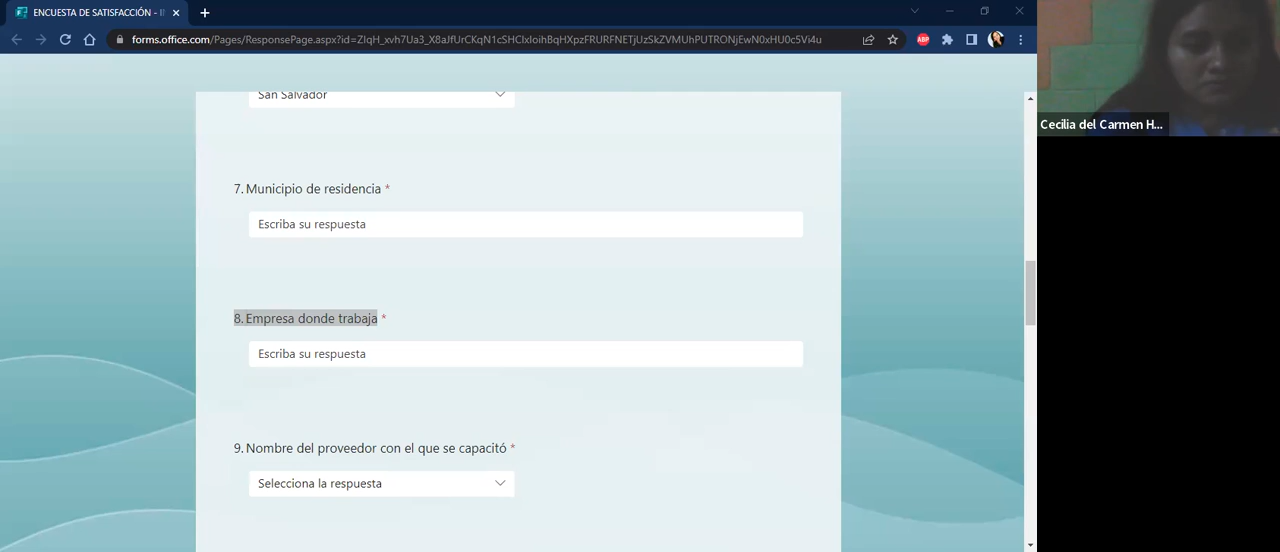 ENCUESTA DE SATISFACCIÓN - I
forms.office.com/Pages/ResponsePage.aspx?id=ZIqH_xvh7Ua3_X8aJfUrCKqN1cSHCIxJoihBqHXpzFRURFNETjUzSkZVMUhPUTRONjEwN0xHU0c5Vi4u
ABP
Cecilia del Carmen H...
San Salvador
7. Municipio de residencia *
Escriba su respuesta
8. Empresa donde trabaja *
Escriba su respuesta
9. Nombre del proveedor con el que se capacitó *
Selecciona la respuesta